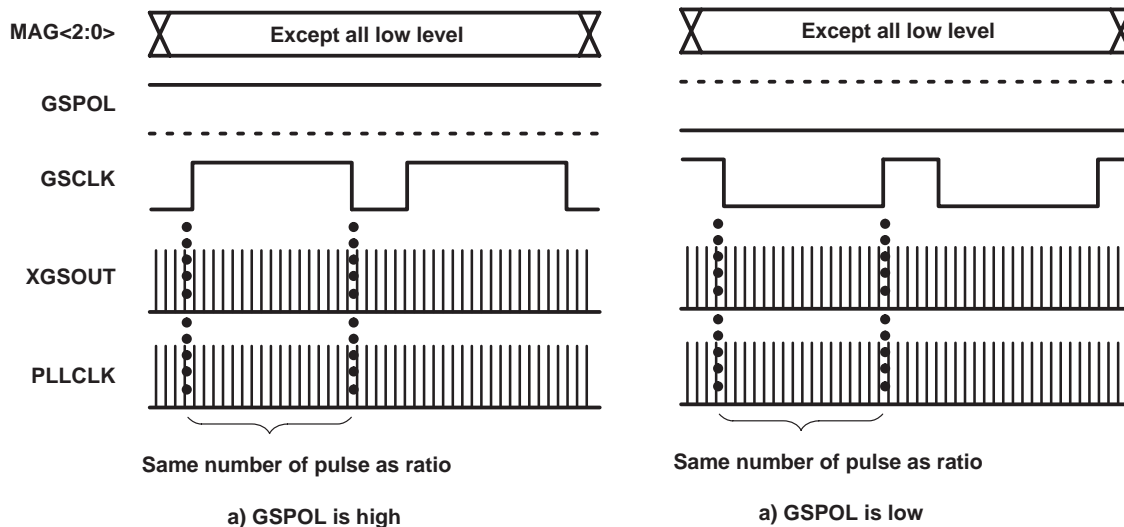 MAG<2:0>
Except all low level
Except all low level
GSPOL
GSCLK
XGSOUT
PLLCLK
Same number of pulse as ratio
Same number of pulse as ratio
a) GSPOL is high
a) GSPOL is low